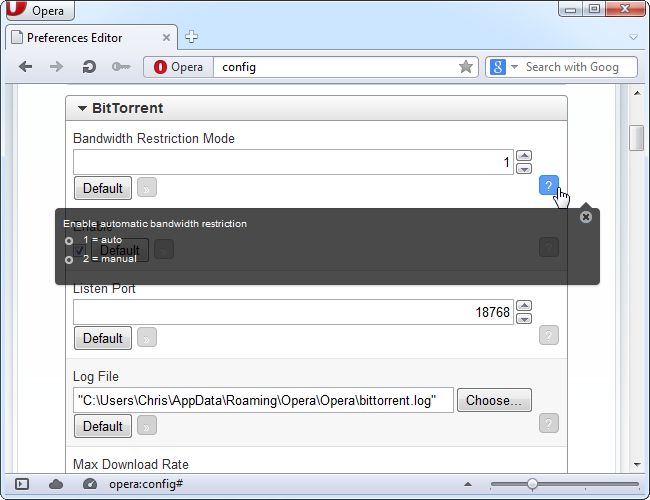 Opera
Preferences Editor
Opera config
g Search with Goog
BitTorrent
Bandwidth Restriction Mode
1
Default » ?
Enable automatic bandwidth restriction
Enable
1 = auto
Default » ?
2 = manual
Listen Port
18768
Default » ?
Log File
"C:\Users\Chris\AppData\Roaming\Opera\Opera\bittorrent.log" Choose...
Default » ?
Max Download Rate
opera:config#